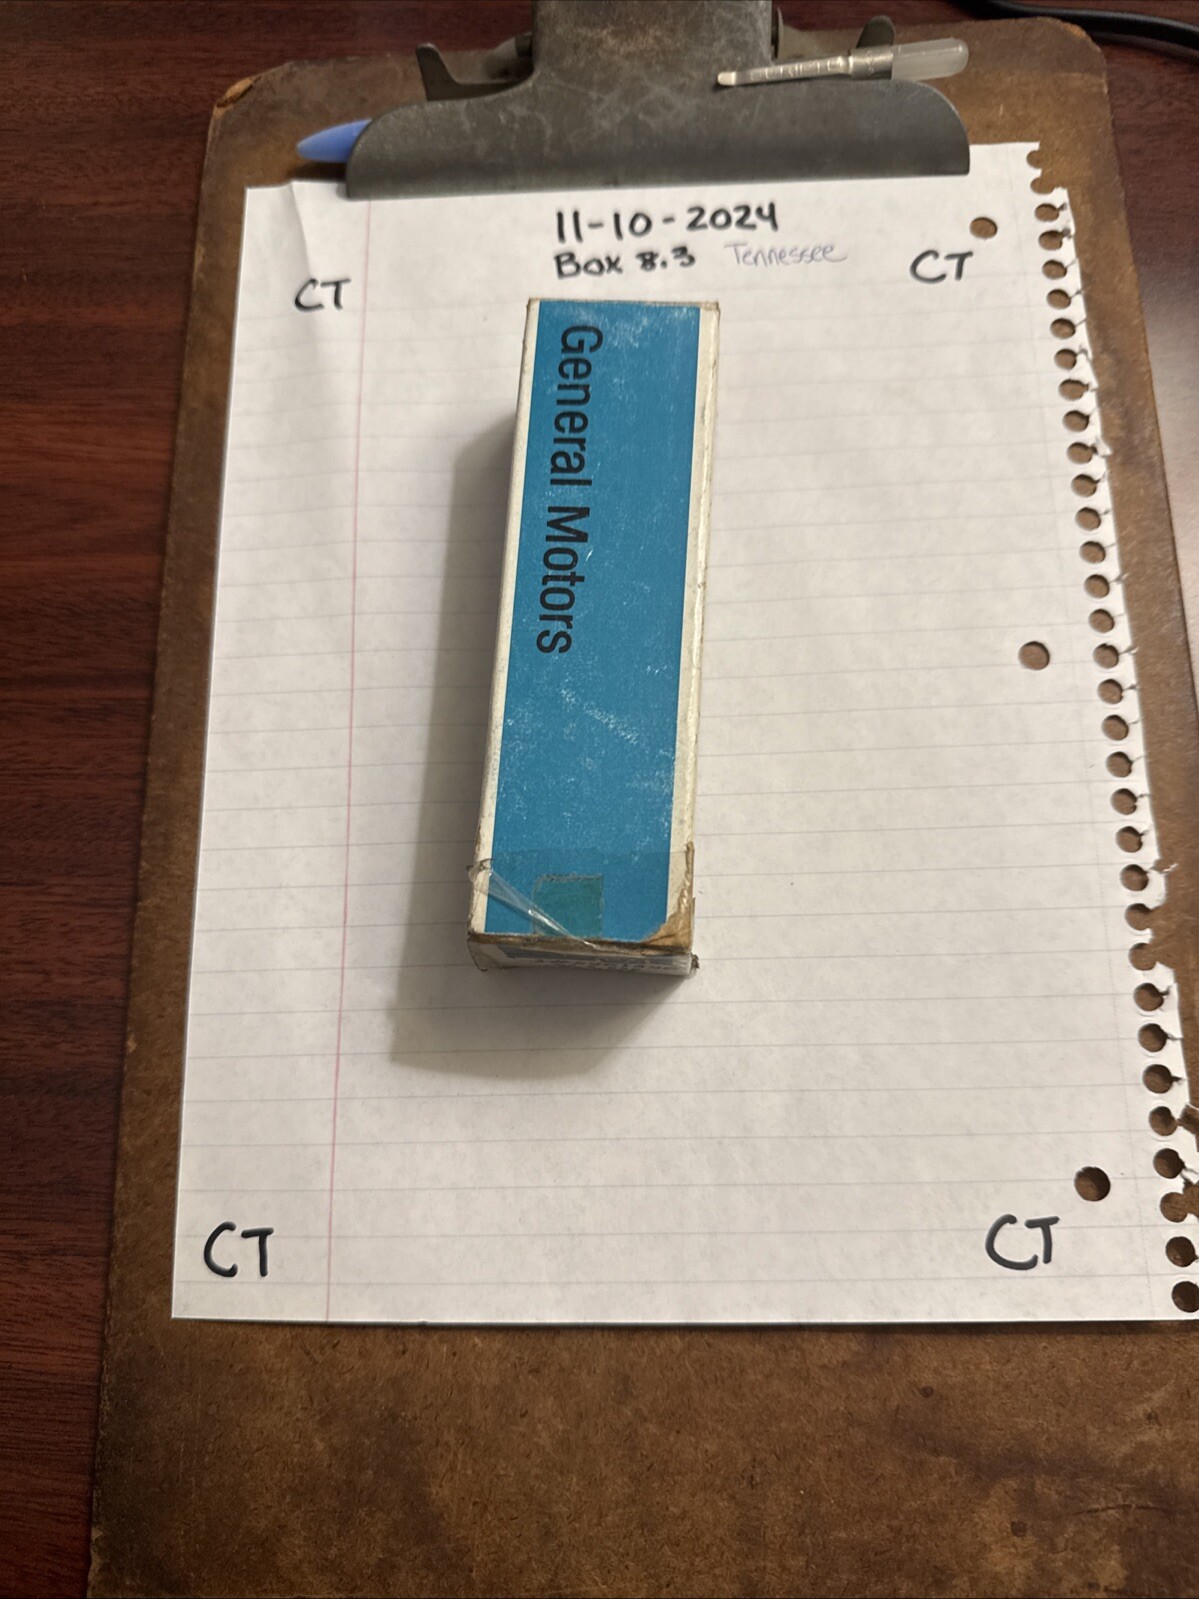 11-10-2024
Box 8.3 Tennessee
CT
CT
General Motors
CT
CT